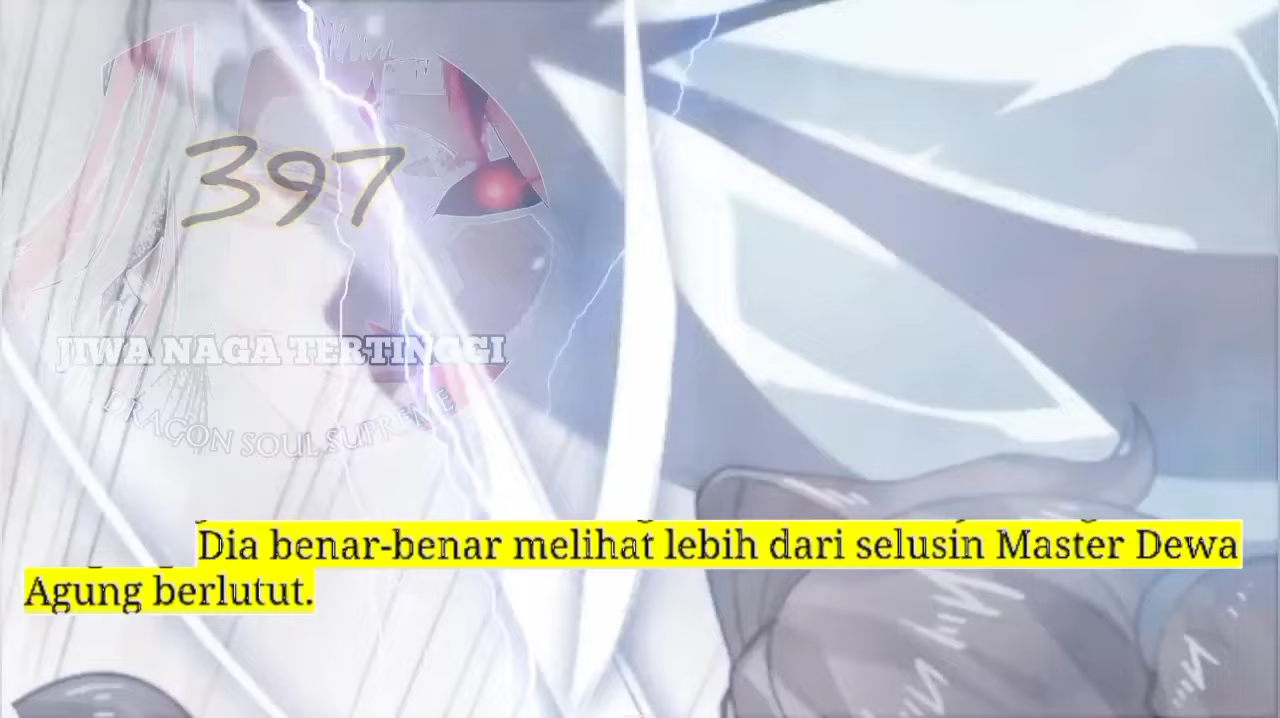 397
JIWA NAGA TERTINGGI
DRAGON SOUL SUPREME
Dia benar-benar melihat lebih dari selusin Master Dewa
Agung berlutut.